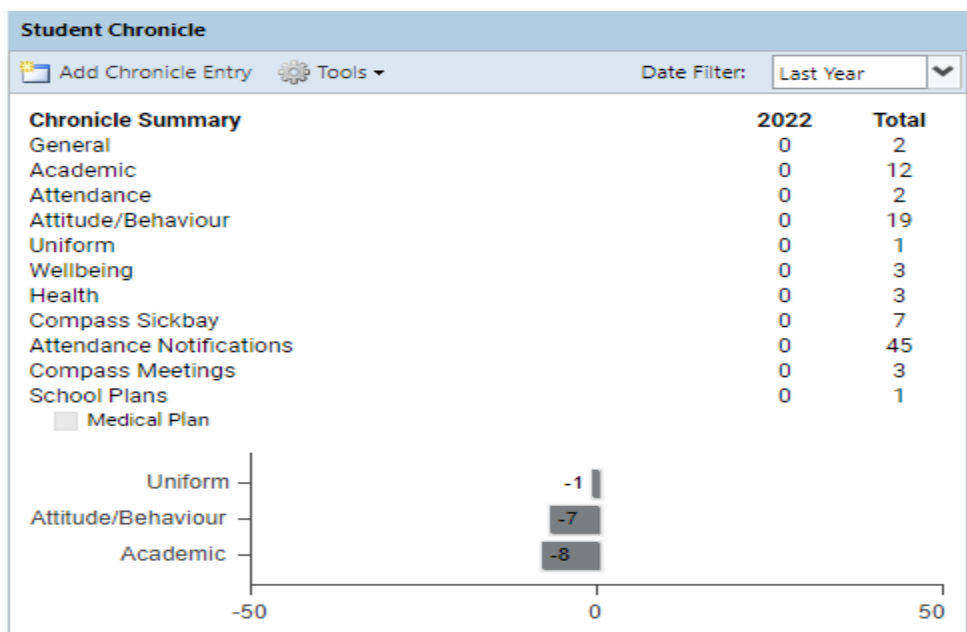 Student Chronicle
Add Chronicle Entry Tools Date Filter: Last Year
Chronicle Summary 2022 Total
General 0 2
Academic 0 12
Attendance 0 2
Attitude/Behaviour 0 19
Uniform 0 1
Wellbeing 0 3
Health 0 3
Compass Sickbay 0 7
Attendance Notifications 0 45
Compass Meetings 0 3
School Plans 0 1
Medical Plan
Uniform -1
Attitude/Behaviour -7
Academic -8
-50 0 50